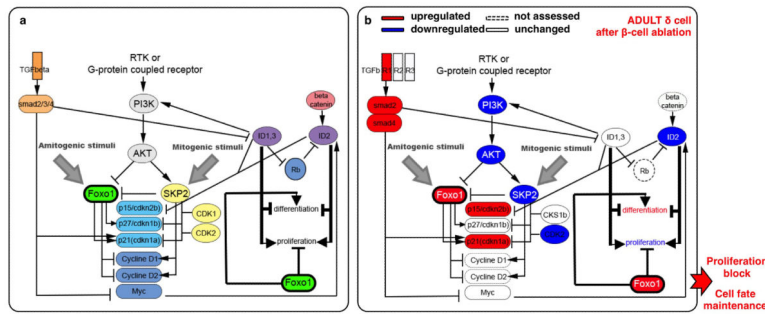 a
TGFbeta
RTK or
G-protein coupled receptor
smad2/3/4
PI3K
beta
catenin
ID1,3
ID2
Amitogenic stimuli
AKT
Mitogenic stimuli
Rb
Foxo1
SKP2
p15/cdkn2b)
p27/cdkn1b)
p21(cdkn1a)
CDK1
CDK2
differentiation
Cycline D1
proliferation
Cycline D2
Myc
Foxo1
b
upregulated
downregulated
not assessed
unchanged
ADULT δ cell
after β-cell ablation
TGFb R1 R2 R3
RTK or
G-protein coupled receptor
smad2
smad4
PI3K
beta
catenin
ID1,3
ID2
Amitogenic stimuli
AKT
Mitogenic stimuli
Rb
Foxo1
SKP2
p15/cdkn2b)
p27/cdkn1b)
p21(cdkn1a)
CKS1b
differentiation
Cycline D1
proliferation
Cycline D2
Myc
Foxo1
Proliferation
block
Cell fate
maintenance